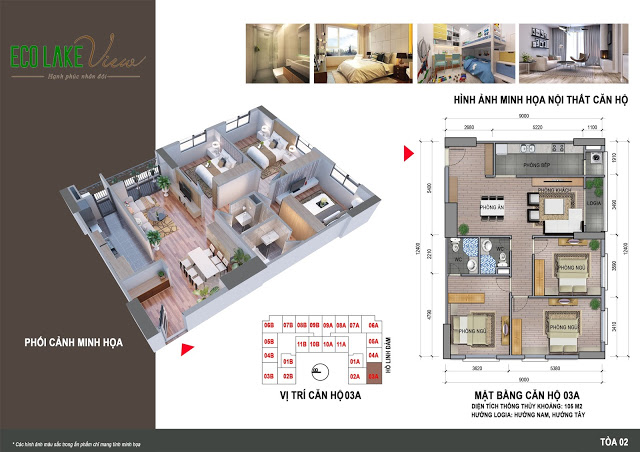 ECO LAKE View
Hạnh phúc nhân đôi
HÌNH ẢNH MINH HỌA NỘI THẤT CĂN HỘ
9000
2680 5220 1100
PHÒNG BẾP
PHÒNG KHÁCH
PHÒNG ĂN
LOGIA
WC WC
PHÒNG NGỦ
PHÒNG NGỦ
PHÒNG NGỦ
5400
2210
4790
12400
1910
3490
3590
3410
12400
3620 5380
9000
PHỐI CẢNH MINH HỌA
06B 07B 08B 09B 09A 08A 07A 06A
05B 11B 10B 10A 11A 05A
04B 01B 01A 04A
03B 02B 02A 03A
HỒ LINH ĐÀM
VỊ TRÍ CĂN HỘ 03A
MẶT BẰNG CĂN HỘ 03A
DIỆN TÍCH THÔNG THỦY KHOẢNG: 105 M2
HƯỚNG LOGIA: HƯỚNG NAM, HƯỚNG TÂY
* Các hình ảnh màu sắc trong ấn phẩm chỉ mang tính minh họa
TÒA 02